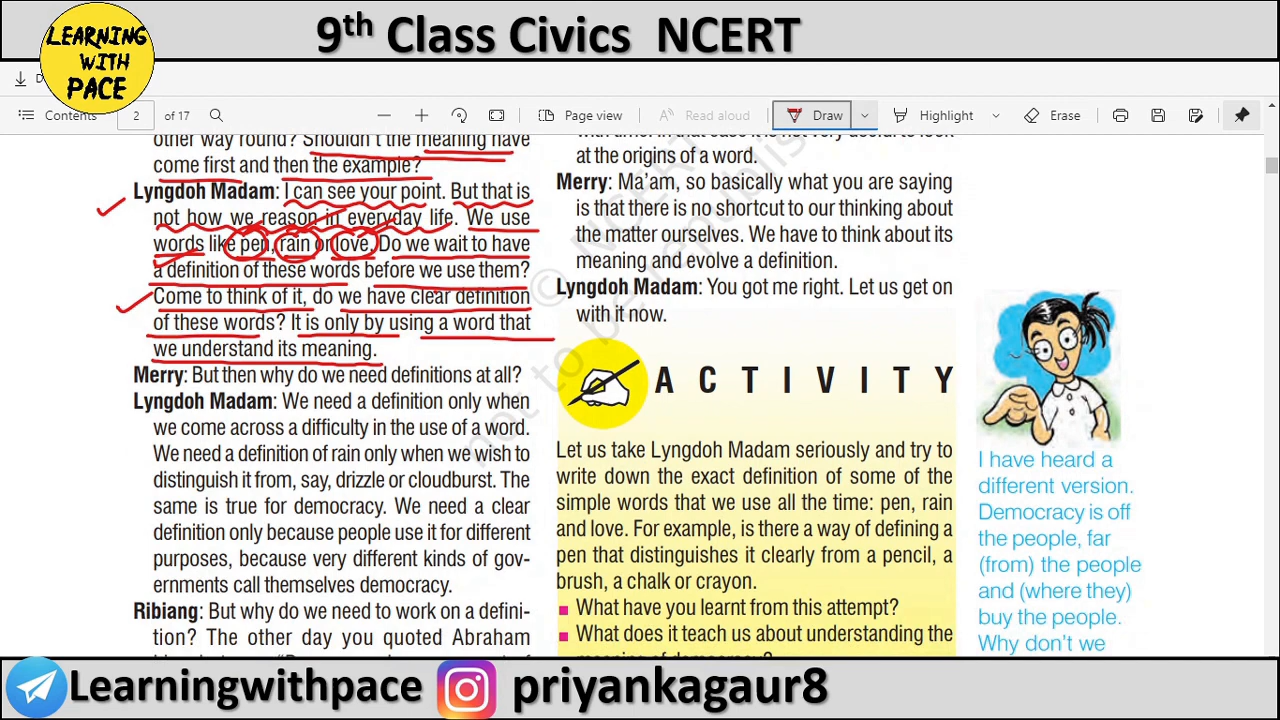 LEARNING
WITH
PACE
9th Class Civics NCERT
Contents
2
of 17
Page view
Read aloud
Draw
Highlight
Erase
other way round? Shouldn't the meaning have
come first and then the example?
Lyngdoh Madam: I can see your point. But that is
not how we reason in everyday life. We use
words like pen, rain or love. Do we wait to have
a definition of these words before we use them?
Come to think of it, do we have clear definition
of these words? It is only by using a word that
we understand its meaning.
Merry: But then why do we need definitions at all?
Lyngdoh Madam: We need a definition only when
we come across a difficulty in the use of a word.
We need a definition of rain only when we wish to
distinguish it from, say, drizzle or cloudburst. The
same is true for democracy. We need a clear
definition only because people use it for different
purposes, because very different kinds of gov-
ernments call themselves democracy.
Ribiang: But why do we need to work on a defini-
tion? The other day you quoted Abraham
at the origins of a word.
Merry: Ma'am, so basically what you are saying
is that there is no shortcut to our thinking about
the matter ourselves. We have to think about its
meaning and evolve a definition.
Lyngdoh Madam: You got me right. Let us get on
with it now.
© NCERT
not to be republis
ACTIVITY
Let us take Lyngdoh Madam seriously and try to
write down the exact definition of some of the
simple words that we use all the time: pen, rain
and love. For example, is there a way of defining a
pen that distinguishes it clearly from a pencil, a
brush, a chalk or crayon.
What have you learnt from this attempt?
What does it teach us about understanding the
meaning of democracy?
I have heard a
different version.
Democracy is off
the people, far
(from) the people
and (where they)
buy the people.
Why don't we
Learningwithpace
priyankagaur8